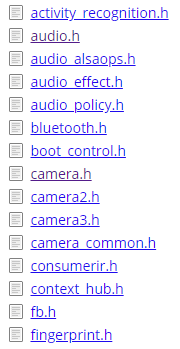 activity_recognition.h
audio.h
audio_alsaops.h
audio_effect.h
audio_policy.h
bluetooth.h
boot_control.h
camera.h
camera2.h
camera3.h
camera_common.h
consumerir.h
context_hub.h
fb.h
fingerprint.h